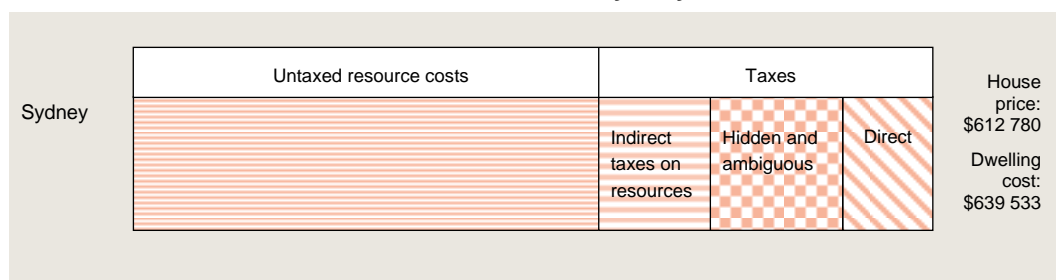 Untaxed resource costs
Taxes
Sydney
Indirect
taxes on
resources
Hidden and
ambiguous
Direct
House
price:
$612 780
Dwelling
cost:
$639 533